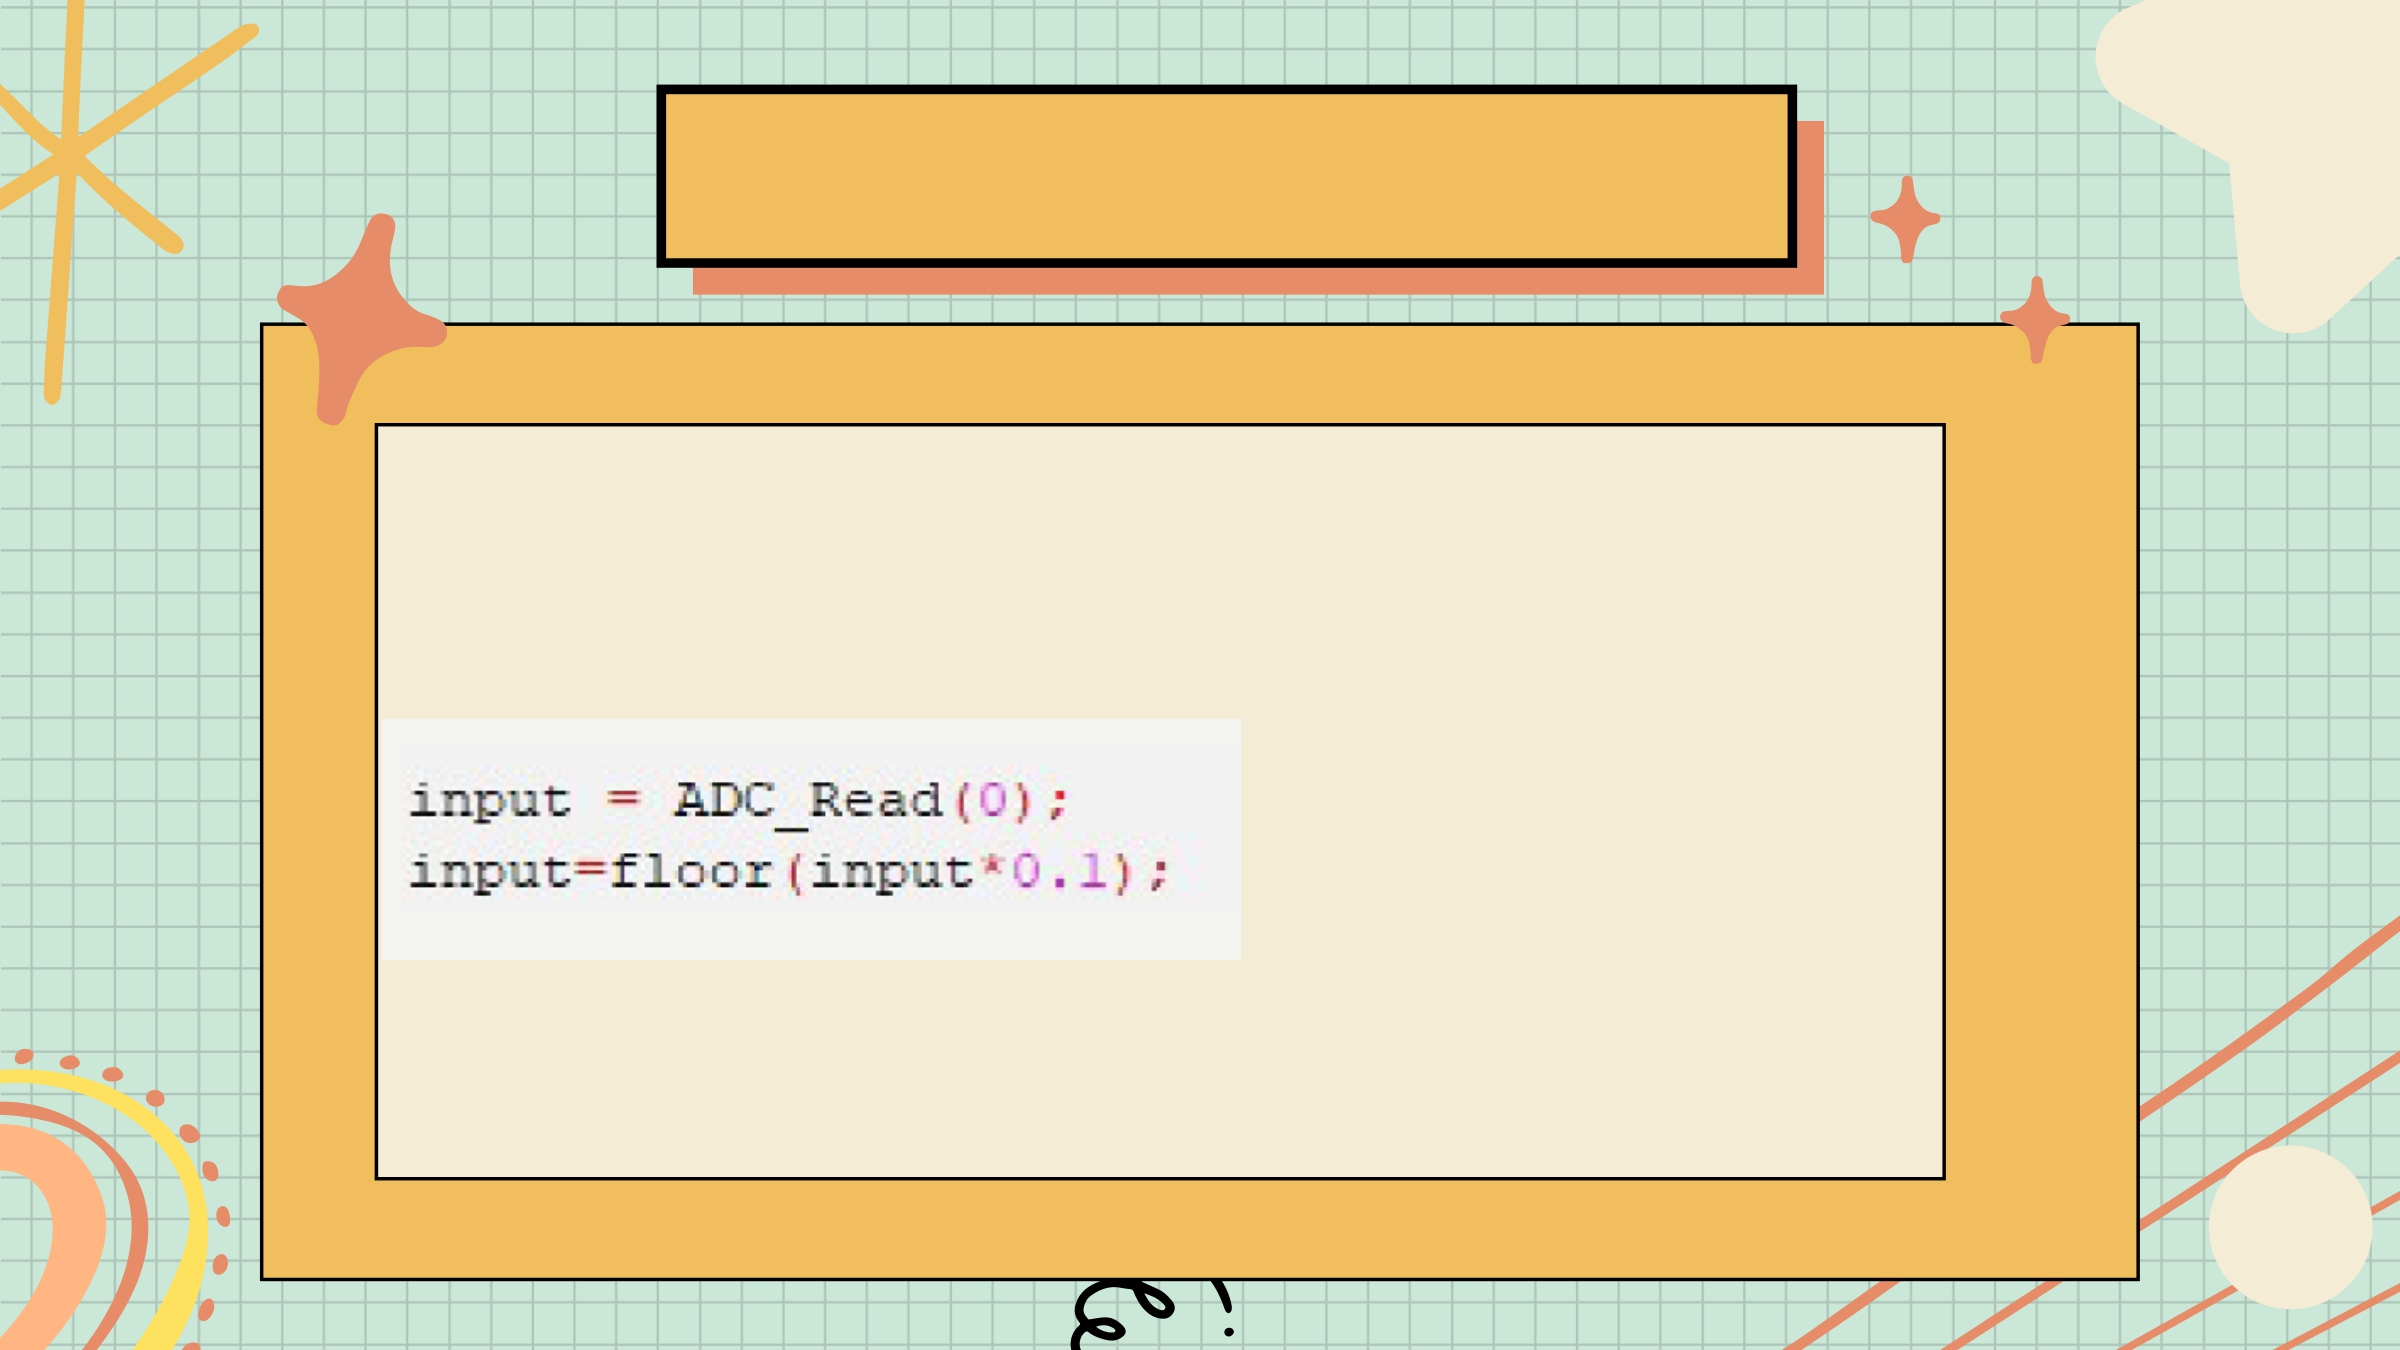 input = ADC_Read(0);
input=floor(input*0.1);